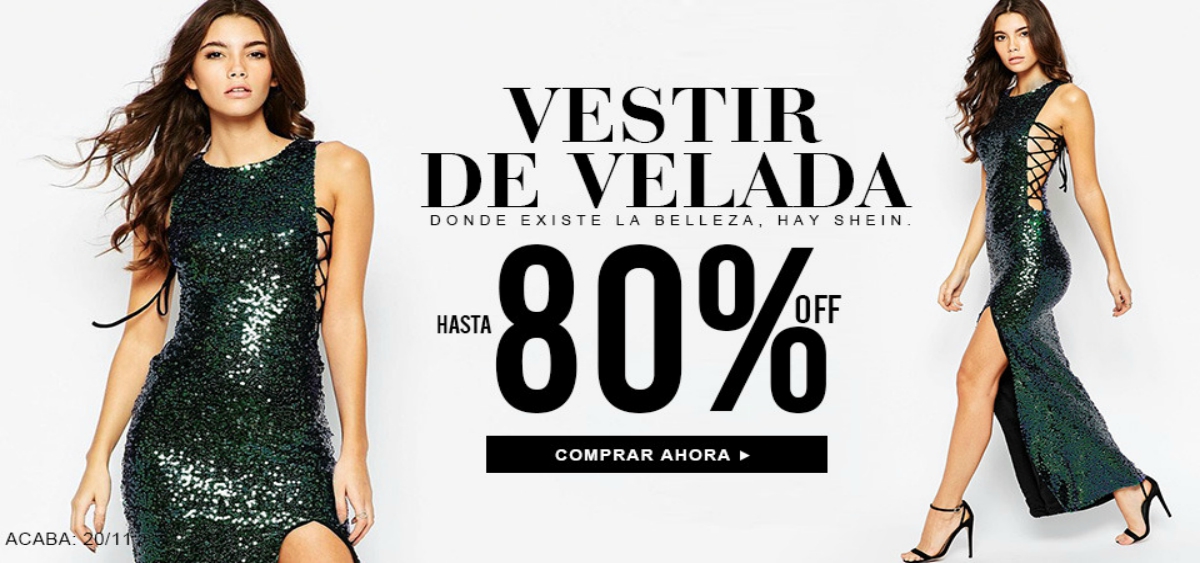 VESTIR
DE VELADA
DONDE EXISTE LA BELLEZA, HAY SHEIN.
HASTA 80% OFF
COMPRAR AHORA ►
ACABA: 20/11